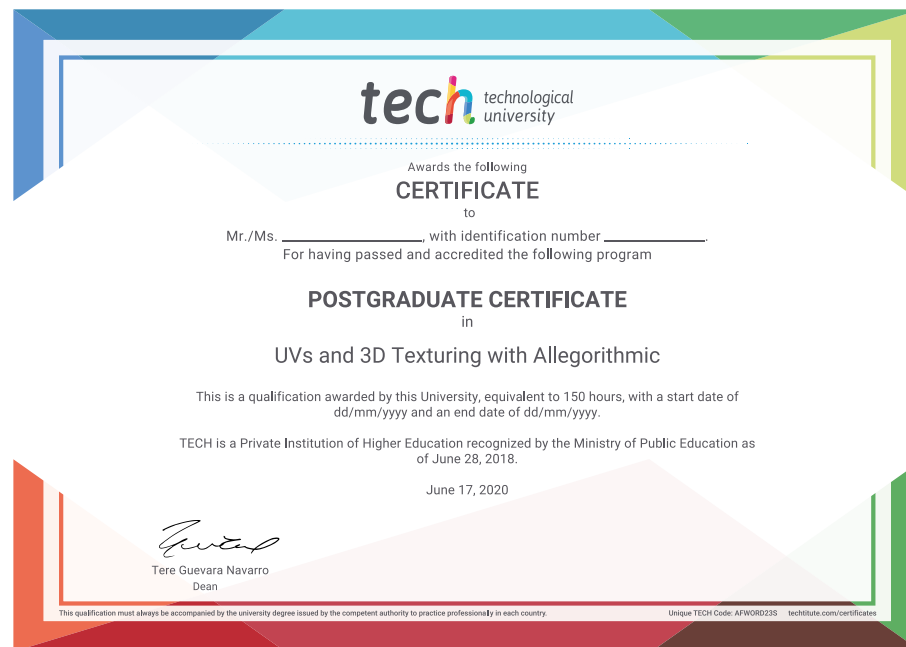 tech technological
university
Awards the following
CERTIFICATE
to
Mr./Ms. ____________________, with identification number ______________.
For having passed and accredited the following program
POSTGRADUATE CERTIFICATE
in
UVs and 3D Texturing with Allegorithmic
This is a qualification awarded by this University, equivalent to 150 hours, with a start date of
dd/mm/yyyy and an end date of dd/mm/yyyy.
TECH is a Private Institution of Higher Education recognized by the Ministry of Public Education as
of June 28, 2018.
June 17, 2020
Tere Guevara Navarro
Dean
This qualification must always be accompanied by the university degree issued by the competent authority to practice professionally in each country.
Unique TECH Code: AFWORD23S techtitute.com/certificates